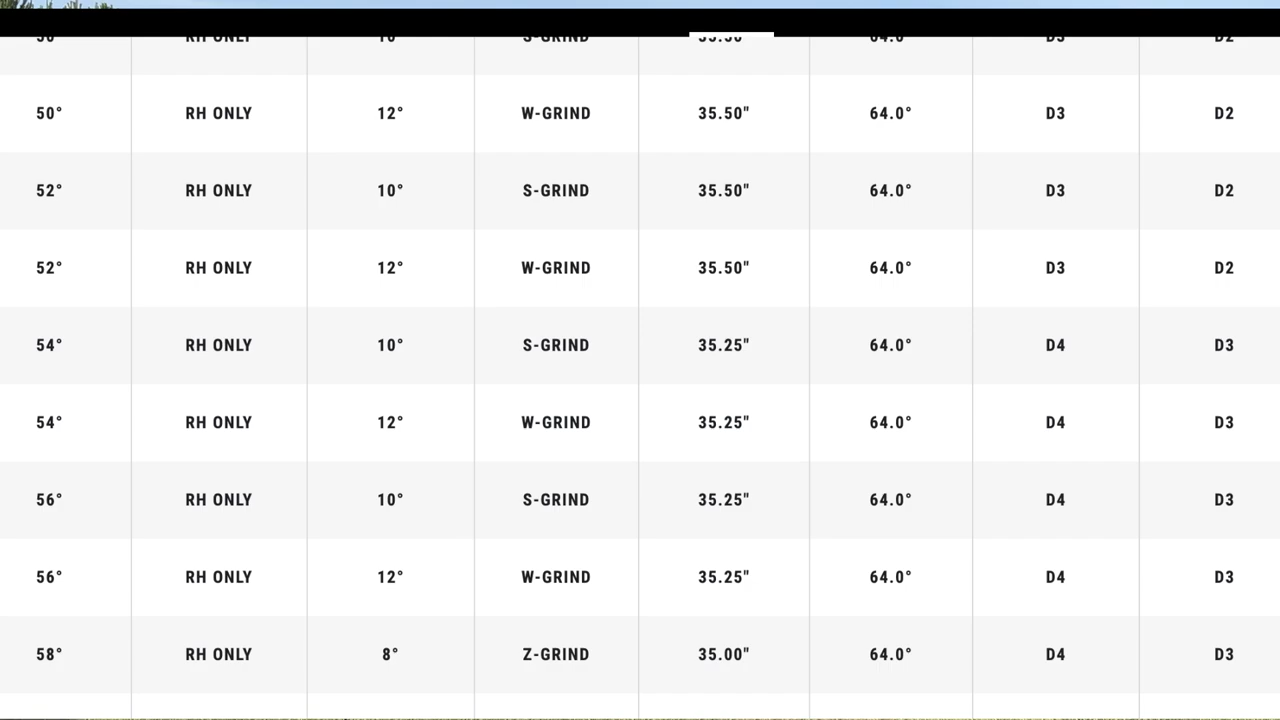 50° RH ONLY 12° W-GRIND 35.50" 64.0° D3 D2
52° RH ONLY 10° S-GRIND 35.50" 64.0° D3 D2
52° RH ONLY 12° W-GRIND 35.50" 64.0° D3 D2
54° RH ONLY 10° S-GRIND 35.25" 64.0° D4 D3
54° RH ONLY 12° W-GRIND 35.25" 64.0° D4 D3
56° RH ONLY 10° S-GRIND 35.25" 64.0° D4 D3
56° RH ONLY 12° W-GRIND 35.25" 64.0° D4 D3
58° RH ONLY 8° Z-GRIND 35.00" 64.0° D4 D3